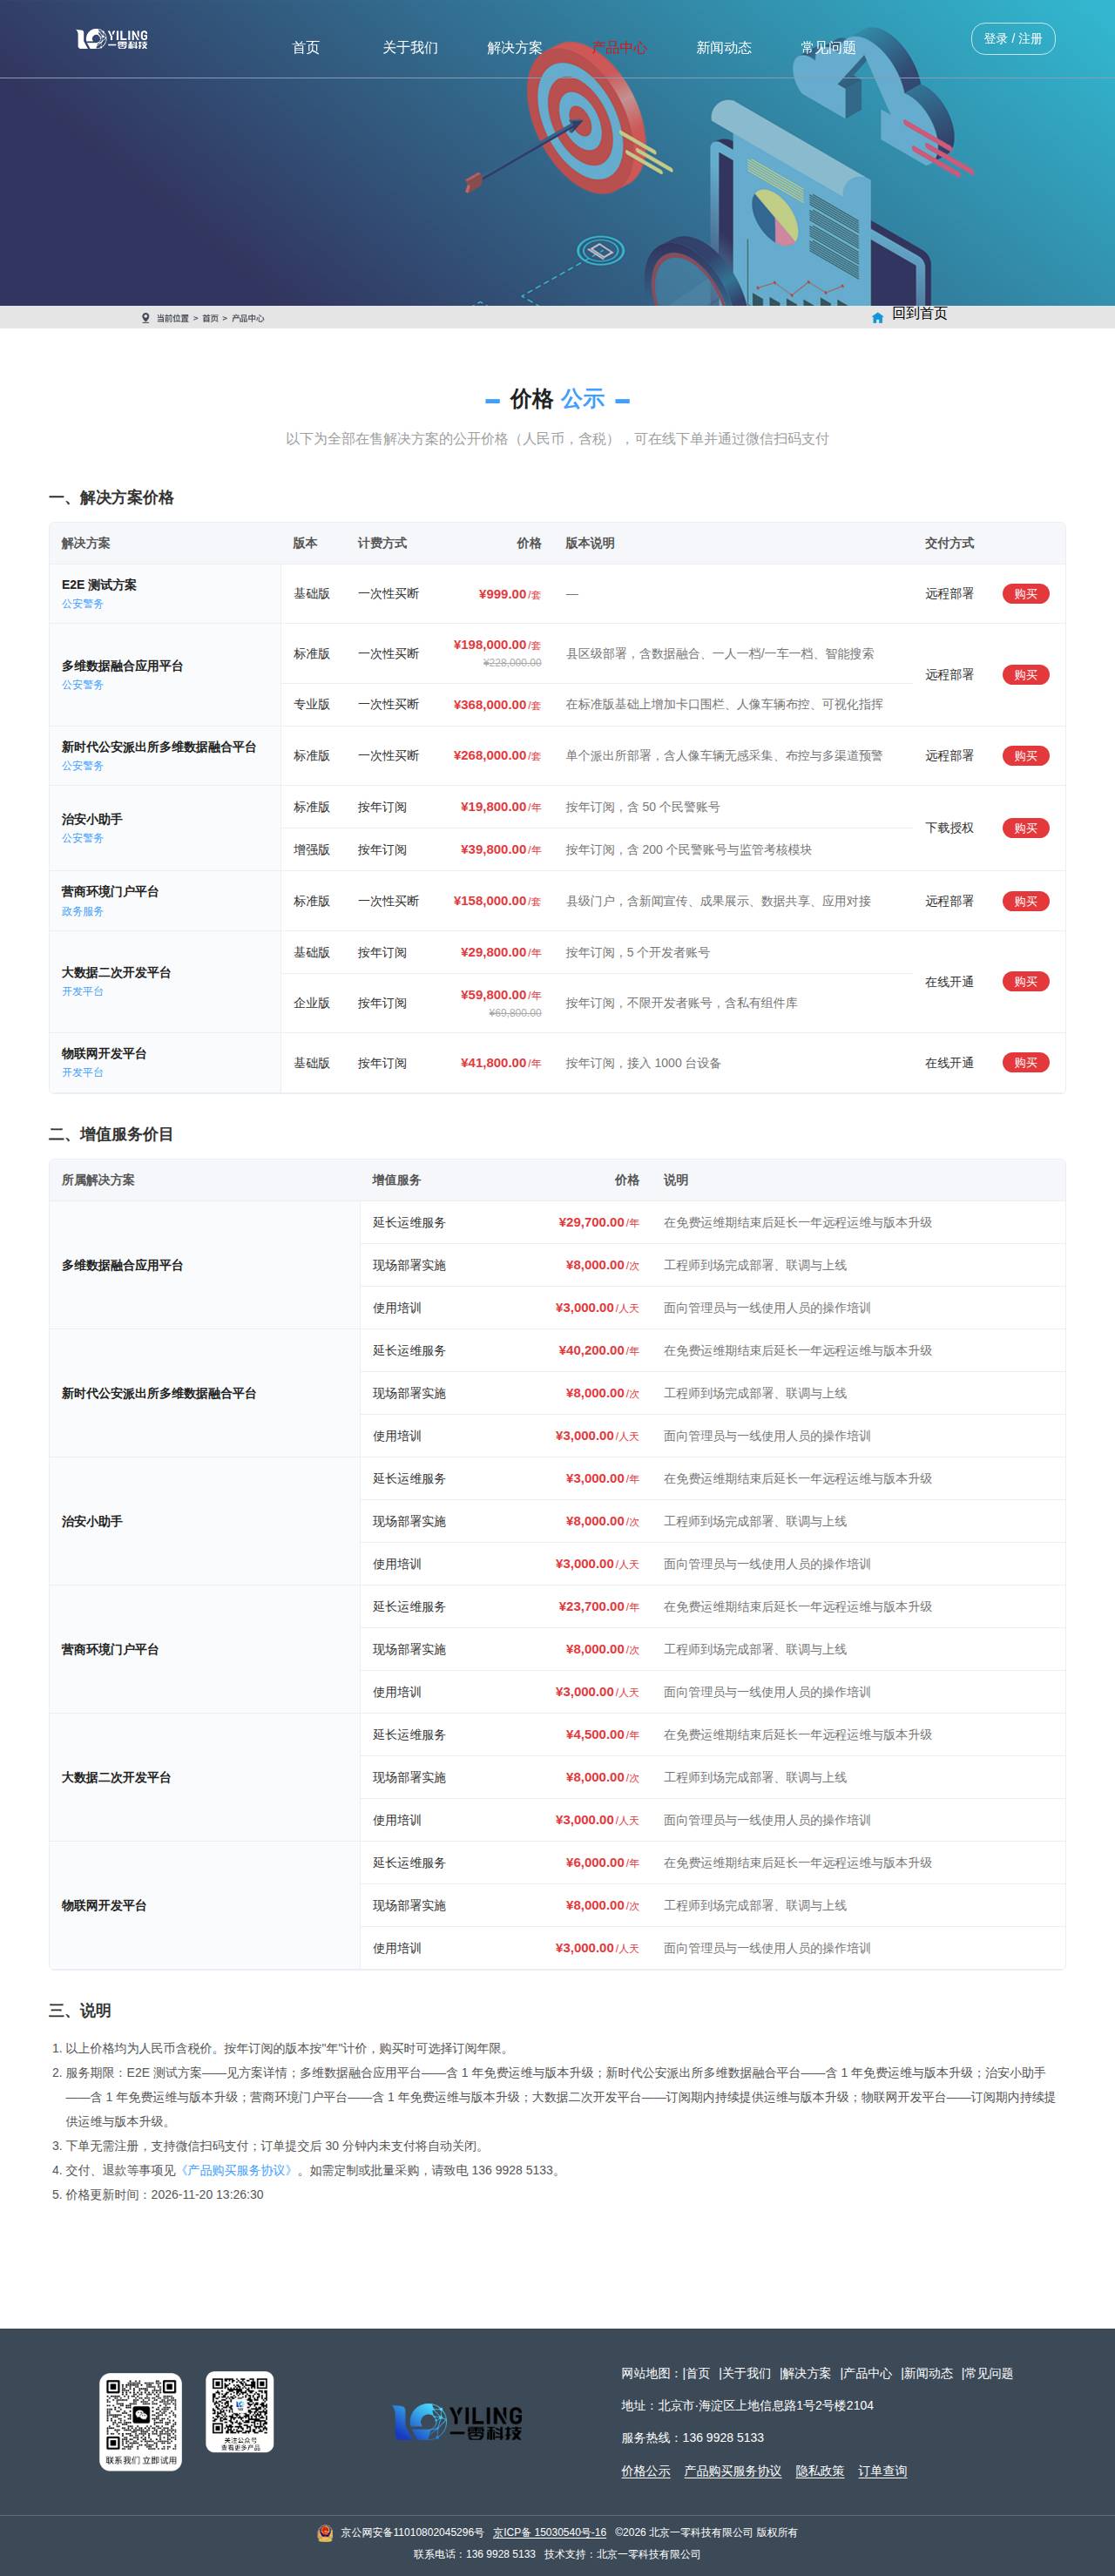 YILING
一零科技
首页 关于我们 解决方案 产品中心 新闻动态 常见问题
登录 / 注册
当前位置 > 首页 > 产品中心
回到首页
价格 公示
以下为全部在售解决方案的公开价格（人民币，含税），可在线下单并通过微信扫码支付
一、解决方案价格
解决方案 版本 计费方式 价格 版本说明 交付方式
E2E 测试方案
公安警务
基础版 一次性买断 ¥999.00/套 — 远程部署 购买
多维数据融合应用平台
公安警务
标准版 一次性买断 ¥198,000.00/套 县区级部署，含数据融合、一人一档/一车一档、智能搜索
¥228,000.00
远程部署 购买
专业版 一次性买断 ¥368,000.00/套 在标准版基础上增加卡口围栏、人像车辆布控、可视化指挥
新时代公安派出所多维数据融合平台
公安警务
标准版 一次性买断 ¥268,000.00/套 单个派出所部署，含人像车辆无感采集、布控与多渠道预警 远程部署 购买
治安小助手
公安警务
标准版 按年订阅 ¥19,800.00/年 按年订阅，含 50 个民警账号
下载授权 购买
增强版 按年订阅 ¥39,800.00/年 按年订阅，含 200 个民警账号与监管考核模块
营商环境门户平台
政务服务
标准版 一次性买断 ¥158,000.00/套 县级门户，含新闻宣传、成果展示、数据共享、应用对接 远程部署 购买
大数据二次开发平台
开发平台
基础版 按年订阅 ¥29,800.00/年 按年订阅，5 个开发者账号
在线开通 购买
企业版 按年订阅 ¥59,800.00/年 按年订阅，不限开发者账号，含私有组件库
¥69,800.00
物联网开发平台
开发平台
基础版 按年订阅 ¥41,800.00/年 按年订阅，接入 1000 台设备 在线开通 购买
二、增值服务价目
所属解决方案 增值服务 价格 说明
多维数据融合应用平台
延长运维服务 ¥29,700.00/年 在免费运维期结束后延长一年远程运维与版本升级
现场部署实施 ¥8,000.00/次 工程师到场完成部署、联调与上线
使用培训 ¥3,000.00/人天 面向管理员与一线使用人员的操作培训
新时代公安派出所多维数据融合平台
延长运维服务 ¥40,200.00/年 在免费运维期结束后延长一年远程运维与版本升级
现场部署实施 ¥8,000.00/次 工程师到场完成部署、联调与上线
使用培训 ¥3,000.00/人天 面向管理员与一线使用人员的操作培训
治安小助手
延长运维服务 ¥3,000.00/年 在免费运维期结束后延长一年远程运维与版本升级
现场部署实施 ¥8,000.00/次 工程师到场完成部署、联调与上线
使用培训 ¥3,000.00/人天 面向管理员与一线使用人员的操作培训
营商环境门户平台
延长运维服务 ¥23,700.00/年 在免费运维期结束后延长一年远程运维与版本升级
现场部署实施 ¥8,000.00/次 工程师到场完成部署、联调与上线
使用培训 ¥3,000.00/人天 面向管理员与一线使用人员的操作培训
大数据二次开发平台
延长运维服务 ¥4,500.00/年 在免费运维期结束后延长一年远程运维与版本升级
现场部署实施 ¥8,000.00/次 工程师到场完成部署、联调与上线
使用培训 ¥3,000.00/人天 面向管理员与一线使用人员的操作培训
物联网开发平台
延长运维服务 ¥6,000.00/年 在免费运维期结束后延长一年远程运维与版本升级
现场部署实施 ¥8,000.00/次 工程师到场完成部署、联调与上线
使用培训 ¥3,000.00/人天 面向管理员与一线使用人员的操作培训
三、说明
1. 以上价格均为人民币含税价。按年订阅的版本按"年"计价，购买时可选择订阅年限。
2. 服务期限：E2E 测试方案——见方案详情；多维数据融合应用平台——含 1 年免费运维与版本升级；新时代公安派出所多维数据融合平台——含 1 年免费运维与版本升级；治安小助手
——含 1 年免费运维与版本升级；营商环境门户平台——含 1 年免费运维与版本升级；大数据二次开发平台——订阅期内持续提供运维与版本升级；物联网开发平台——订阅期内持续提
供运维与版本升级。
3. 下单无需注册，支持微信扫码支付；订单提交后 30 分钟内未支付将自动关闭。
4. 交付、退款等事项见《产品购买服务协议》。如需定制或批量采购，请致电 136 9928 5133。
5. 价格更新时间：2026-11-20 13:26:30
联系我们 立即试用
关注公众号
查看更多产品
YILING
一零科技
网站地图：|首页 |关于我们 |解决方案 |产品中心 |新闻动态 |常见问题
地址：北京市·海淀区上地信息路1号2号楼2104
服务热线：136 9928 5133
价格公示 产品购买服务协议 隐私政策 订单查询
京公网安备11010802045296号 京ICP备 15030540号-16 ©2026 北京一零科技有限公司 版权所有
联系电话：136 9928 5133 技术支持：北京一零科技有限公司